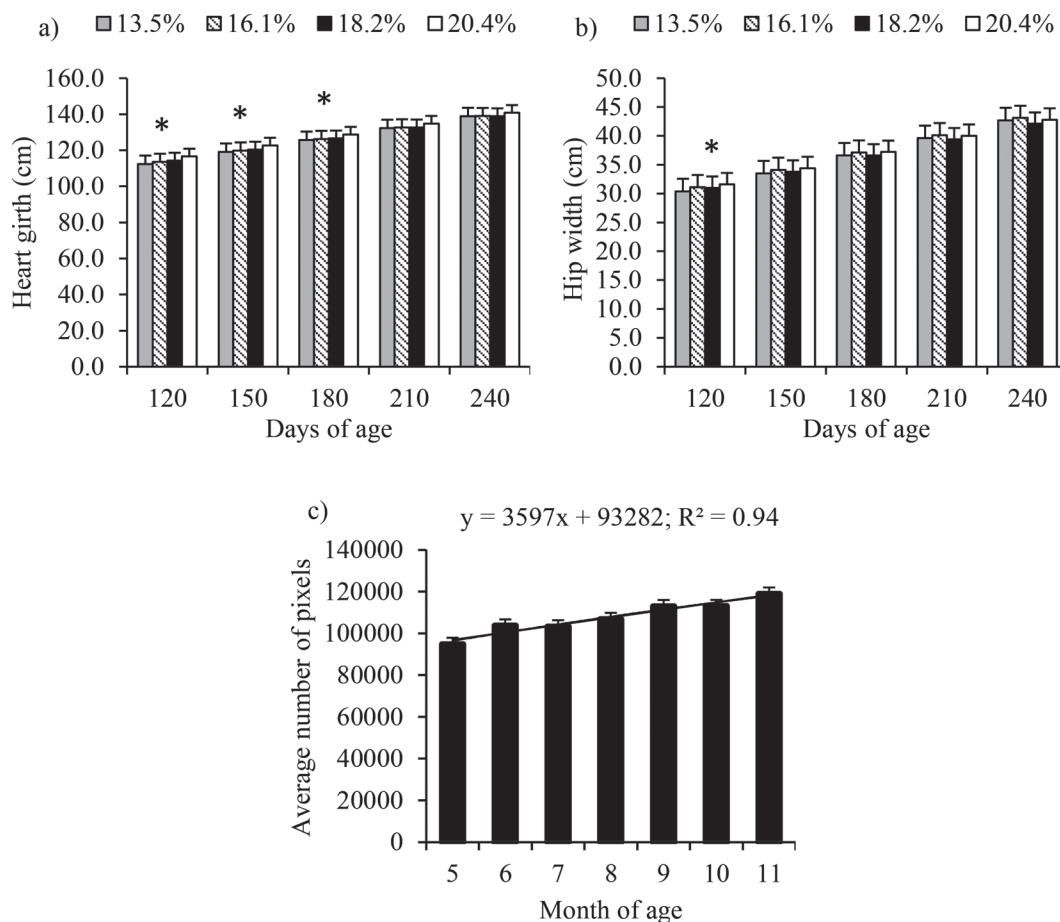 a) 13.5% 16.1% 18.2% 20.4%
160.0
140.0
120.0
100.0
80.0
60.0
40.0
20.0
0.0
Heart girth (cm)
* * *
120 150 180 210 240
Days of age
b) 13.5% 16.1% 18.2% 20.4%
50.0
45.0
40.0
35.0
30.0
25.0
20.0
15.0
10.0
5.0
0.0
Hip width (cm)
*
120 150 180 210 240
Days of age
c) y = 3597x + 93282; R² = 0.94
140000
120000
100000
80000
60000
40000
20000
0
Average number of pixels
5 6 7 8 9 10 11
Month of age